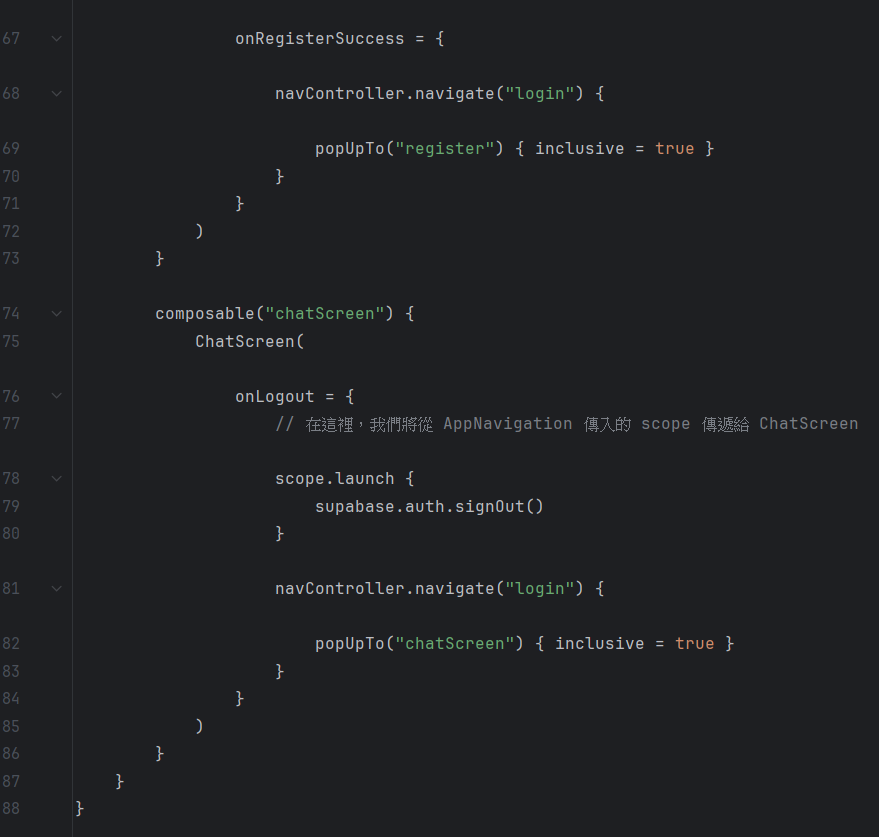 67 onRegisterSuccess = {
68 navController.navigate("login") {
69 popUpTo("register") { inclusive = true }
70 }
71 }
72 )
73 }
74 composable("chatScreen") {
75 ChatScreen(
76 onLogout = {
77 // 在這裡，我們將從 AppNavigation 傳入的 scope 傳遞給 ChatScreen
78 scope.launch {
79 supabase.auth.signOut()
80 }
81 navController.navigate("login") {
82 popUpTo("chatScreen") { inclusive = true }
83 }
84 }
85 )
86 }
87 }
88 }